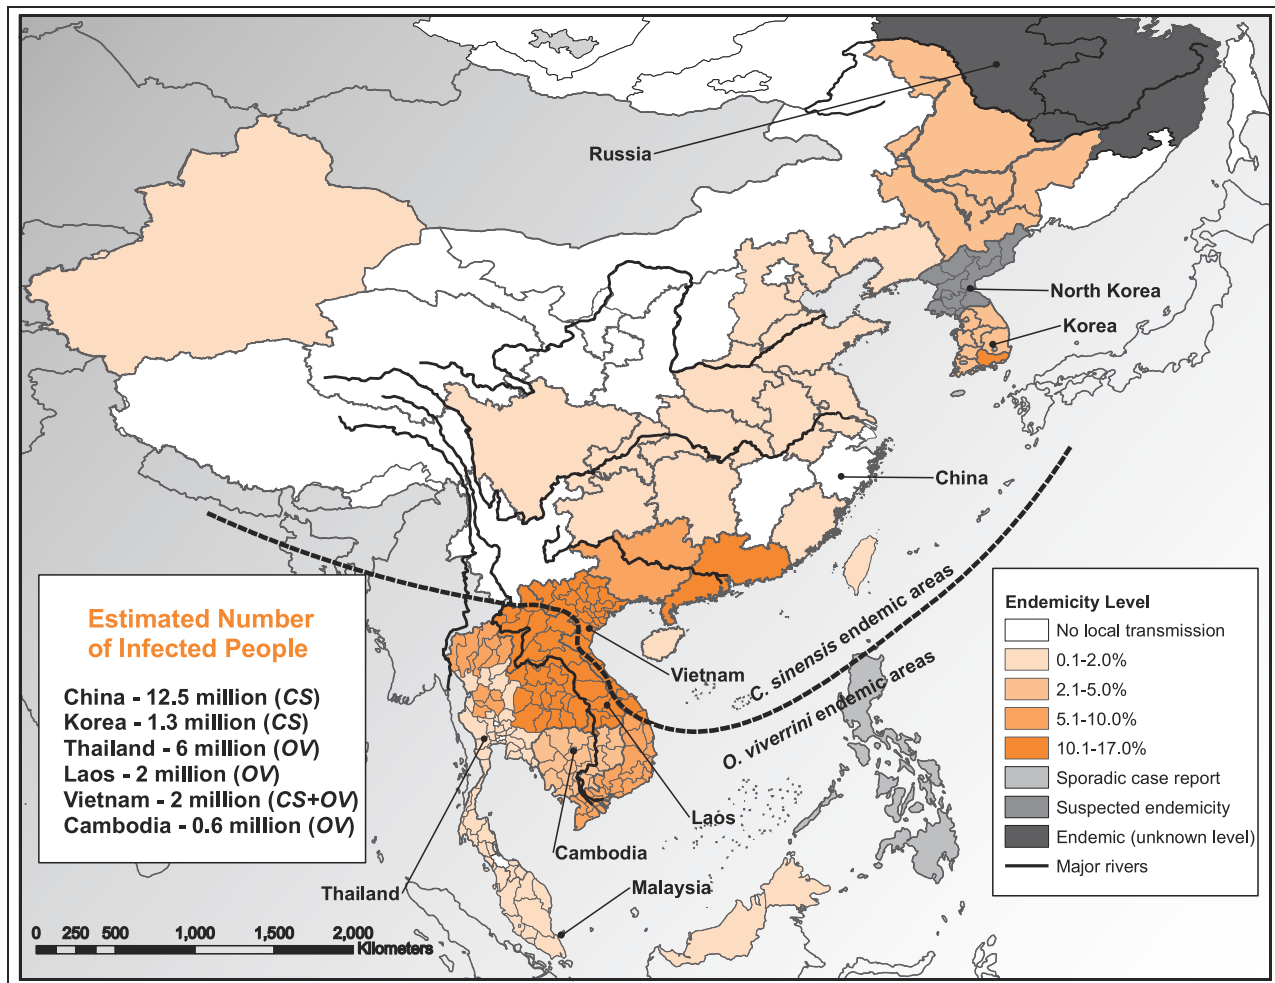 Russia
North Korea
Korea
China
C. sinensis endemic areas
O. viverrini endemic areas
Vietnam
Laos
Cambodia
Thailand
Malaysia
Estimated Number
of Infected People
China - 12.5 million (CS)
Korea - 1.3 million (CS)
Thailand - 6 million (OV)
Laos - 2 million (OV)
Vietnam - 2 million (CS+OV)
Cambodia - 0.6 million (OV)
0 250 500 1,000 1,500 2,000
Kilometers
Endemicity Level
No local transmission
0.1-2.0%
2.1-5.0%
5.1-10.0%
10.1-17.0%
Sporadic case report
Suspected endemicity
Endemic (unknown level)
Major rivers